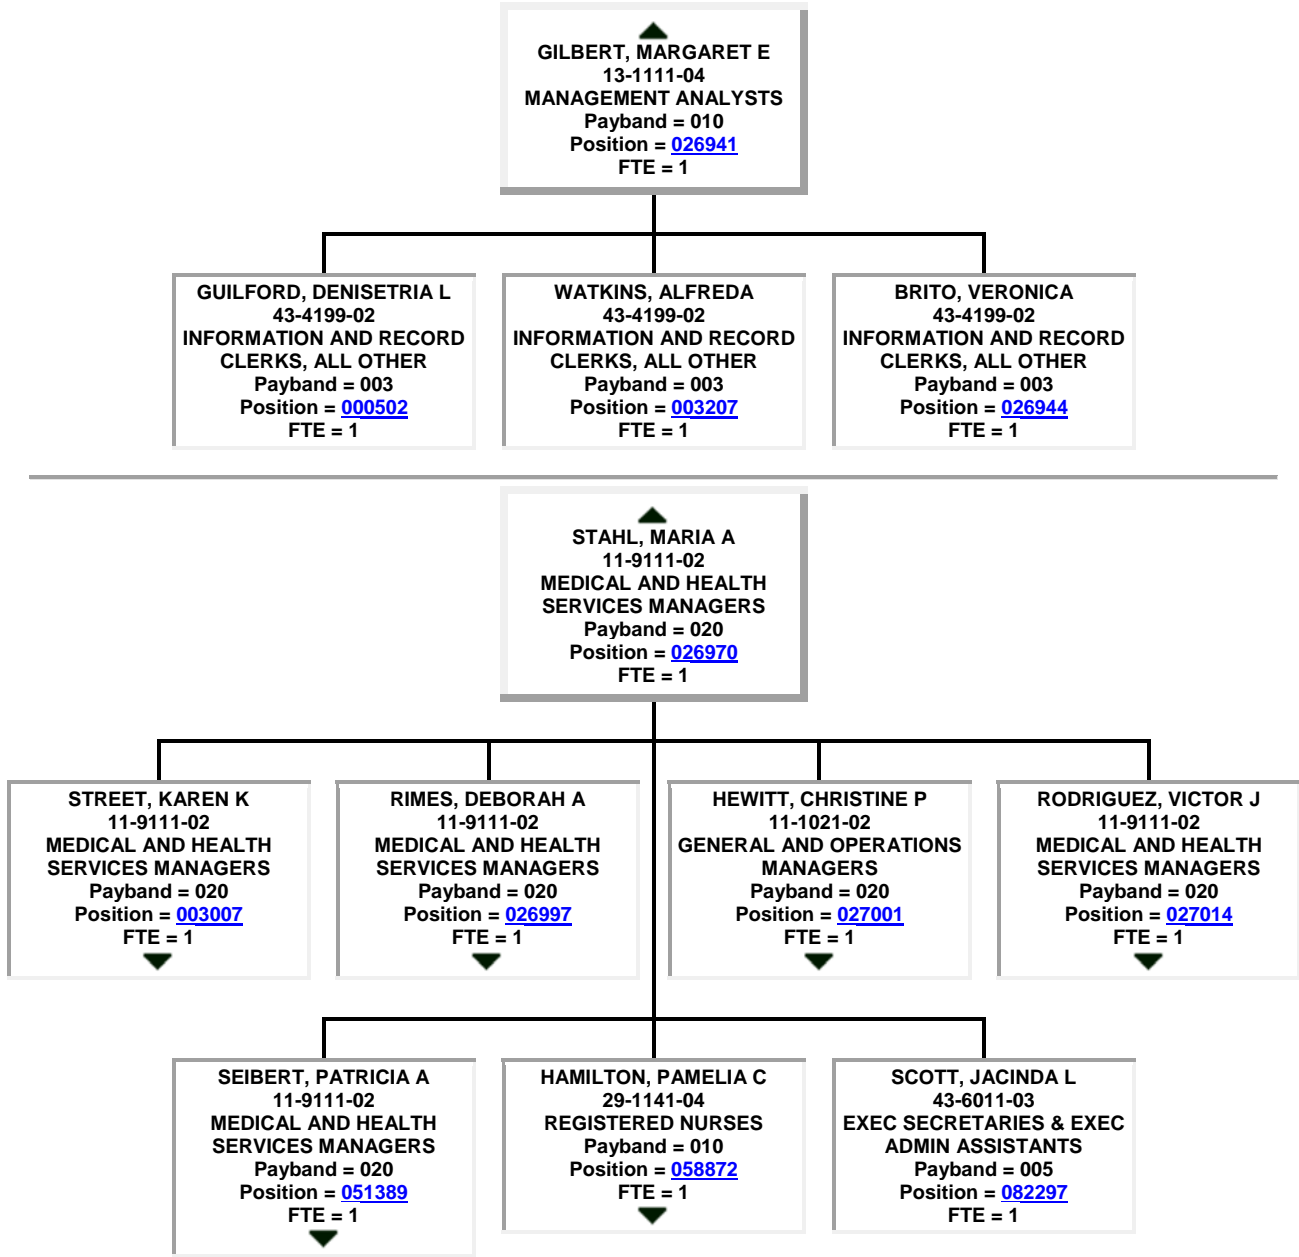 GILBERT, MARGARET E
13-1111-04
MANAGEMENT ANALYSTS
Payband = 010
Position = 026941
FTE = 1
GUILFORD, DENISETRIA L
43-4199-02
INFORMATION AND RECORD
CLERKS, ALL OTHER
Payband = 003
Position = 000502
FTE = 1
WATKINS, ALFREDA
43-4199-02
INFORMATION AND RECORD
CLERKS, ALL OTHER
Payband = 003
Position = 003207
FTE = 1
BRITO, VERONICA
43-4199-02
INFORMATION AND RECORD
CLERKS, ALL OTHER
Payband = 003
Position = 026944
FTE = 1
STAHL, MARIA A
11-9111-02
MEDICAL AND HEALTH
SERVICES MANAGERS
Payband = 020
Position = 026970
FTE = 1
STREET, KAREN K
11-9111-02
MEDICAL AND HEALTH
SERVICES MANAGERS
Payband = 020
Position = 003007
FTE = 1
RIMES, DEBORAH A
11-9111-02
MEDICAL AND HEALTH
SERVICES MANAGERS
Payband = 020
Position = 026997
FTE = 1
HEWITT, CHRISTINE P
11-1021-02
GENERAL AND OPERATIONS
MANAGERS
Payband = 020
Position = 027001
FTE = 1
RODRIGUEZ, VICTOR J
11-9111-02
MEDICAL AND HEALTH
SERVICES MANAGERS
Payband = 020
Position = 027014
FTE = 1
SEIBERT, PATRICIA A
11-9111-02
MEDICAL AND HEALTH
SERVICES MANAGERS
Payband = 020
Position = 051389
FTE = 1
HAMILTON, PAMELIA C
29-1141-04
REGISTERED NURSES
Payband = 010
Position = 058872
FTE = 1
SCOTT, JACINDA L
43-6011-03
EXEC SECRETARIES & EXEC
ADMIN ASSISTANTS
Payband = 005
Position = 082297
FTE = 1